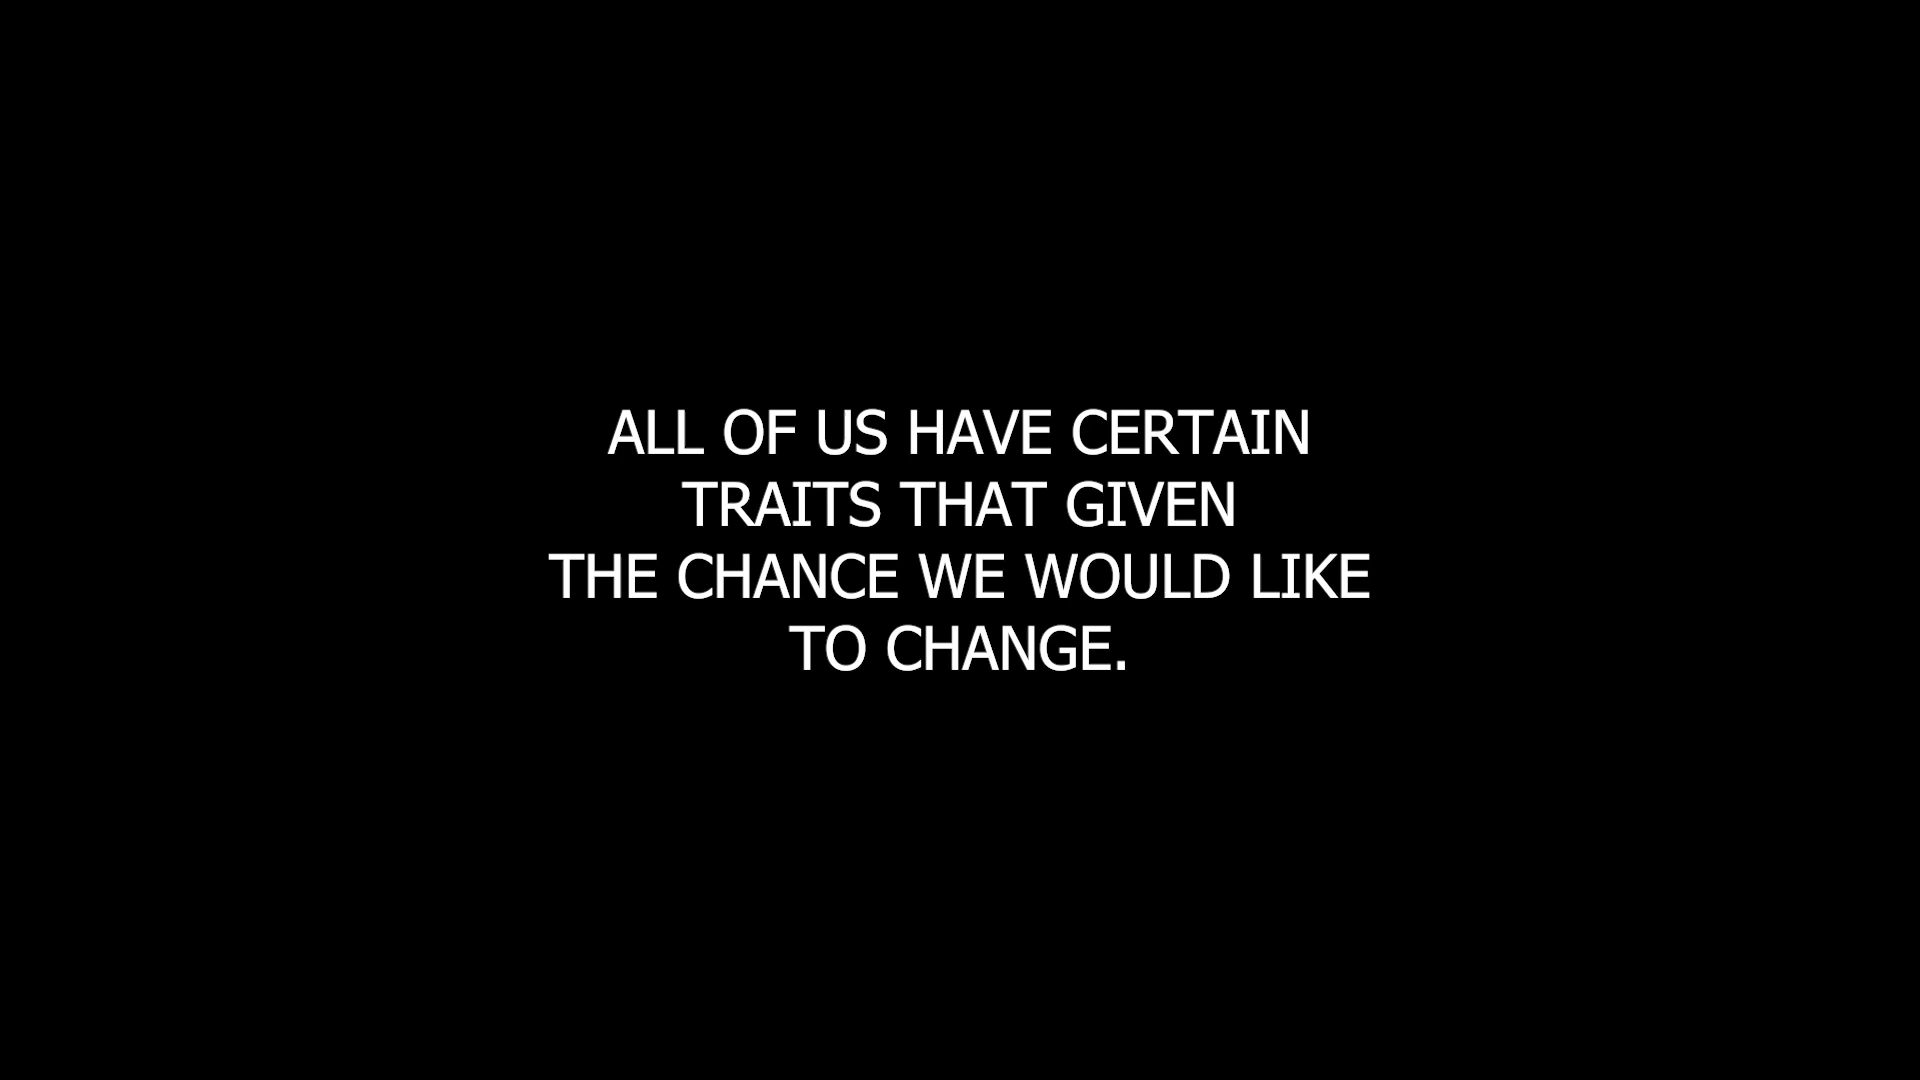 ALL OF US HAVE CERTAIN
TRAITS THAT GIVEN
THE CHANCE WE WOULD LIKE
TO CHANGE.